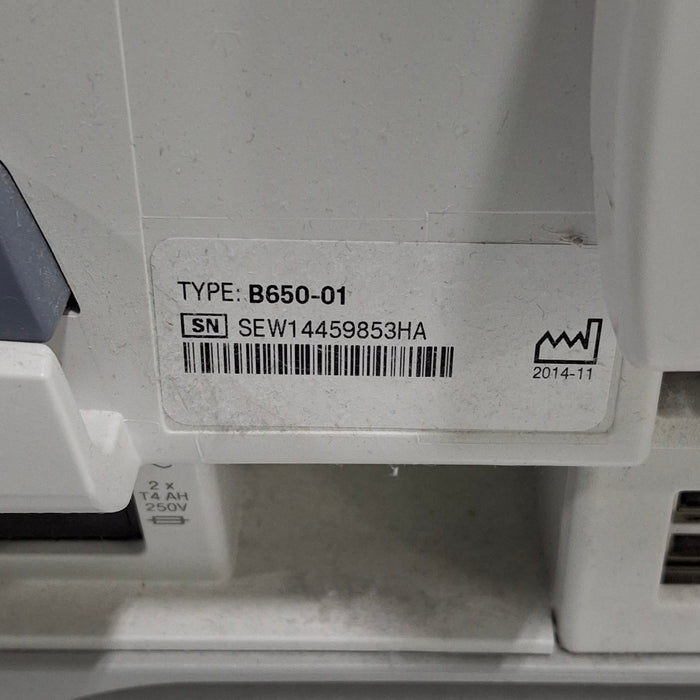 TYPE: B650-01
SN SEW14459853HA
2014-11
2 x
T4 AH
250V